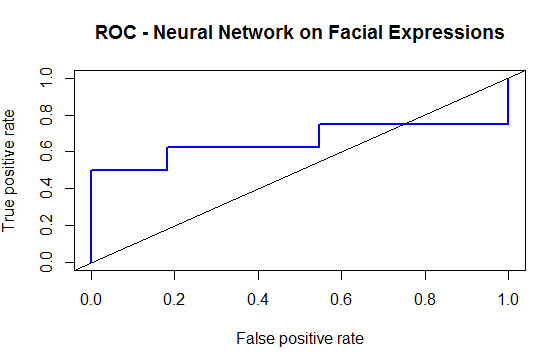 ROC - Neural Network on Facial Expressions
True positive rate
1.0
0.8
0.6
0.4
0.2
0.0
0.0 0.2 0.4 0.6 0.8 1.0
False positive rate